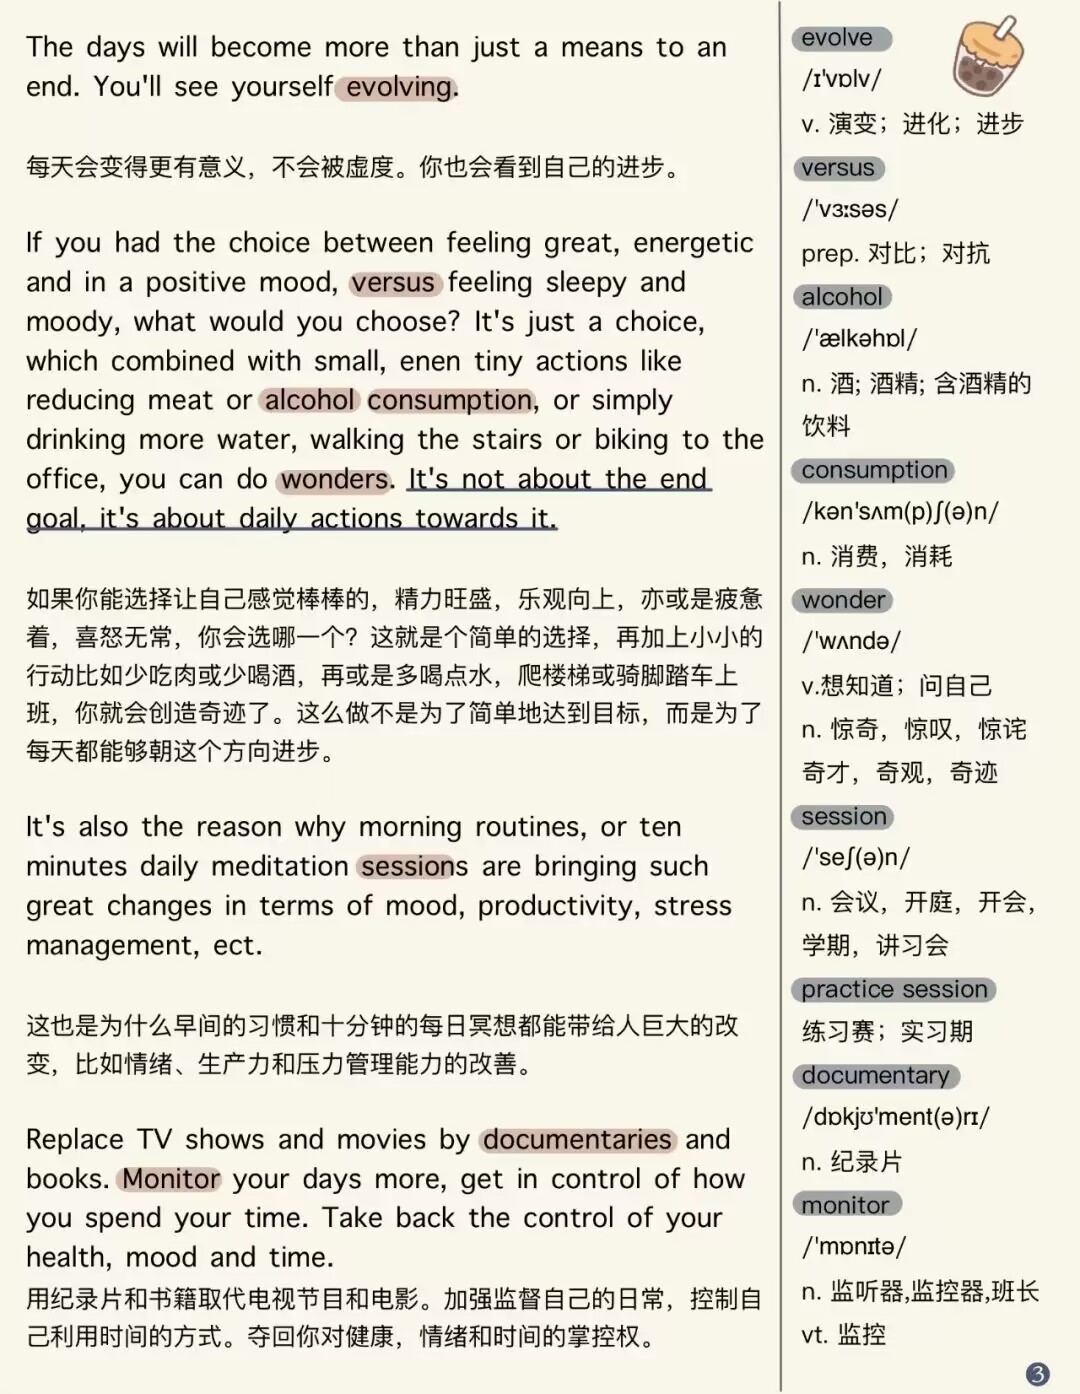 The days will become more than just a means to an
end. You'll see yourself evolving.
每天会变得更有意义，不会被虚度。你也会看到自己的进步。
If you had the choice between feeling great, energetic
and in a positive mood, versus feeling sleepy and
moody, what would you choose? It's just a choice,
which combined with small, enen tiny actions like
reducing meat or alcohol consumption, or simply
drinking more water, walking the stairs or biking to the
office, you can do wonders. It's not about the end
goal, it's about daily actions towards it.
如果你能选择让自己感觉棒棒的，精力旺盛，乐观向上，亦或是疲惫
着，喜怒无常，你会选哪一个？这就是个简单的选择，再加上小小的
行动比如少吃肉或少喝酒，再或是多喝点水，爬楼梯或骑脚踏车上
班，你就会创造奇迹了。这么做不是为了简单地达到目标，而是为了
每天都能够朝这个方向进步。
It's also the reason why morning routines, or ten
minutes daily meditation sessions are bringing such
great changes in terms of mood, productivity, stress
management, ect.
这也是为什么早间的习惯和十分钟的每日冥想都能带给人巨大的改
变，比如情绪、生产力和压力管理能力的改善。
Replace TV shows and movies by documentaries and
books. Monitor your days more, get in control of how
you spend your time. Take back the control of your
health, mood and time.
用纪录片和书籍取代电视节目和电影。加强监督自己的日常，控制自
己利用时间的方式。夺回你对健康，情绪和时间的掌控权。
evolve
/ɪ'vɒlv/
v. 演变；进化；进步
versus
/'vɜːsəs/
prep. 对比；对抗
alcohol
/'ælkəhɒl/
n. 酒; 酒精; 含酒精的
饮料
consumption
/kən'sʌm(p)ʃ(ə)n/
n. 消费，消耗
wonder
/'wʌndə/
v.想知道；问自己
n. 惊奇，惊叹，惊诧
奇才，奇观，奇迹
session
/'seʃ(ə)n/
n. 会议，开庭，开会，
学期，讲习会
practice session
练习赛；实习期
documentary
/dɒkjʊ'ment(ə)rɪ/
n. 纪录片
monitor
/'mɒnɪtə/
n. 监听器,监控器,班长
vt. 监控
3